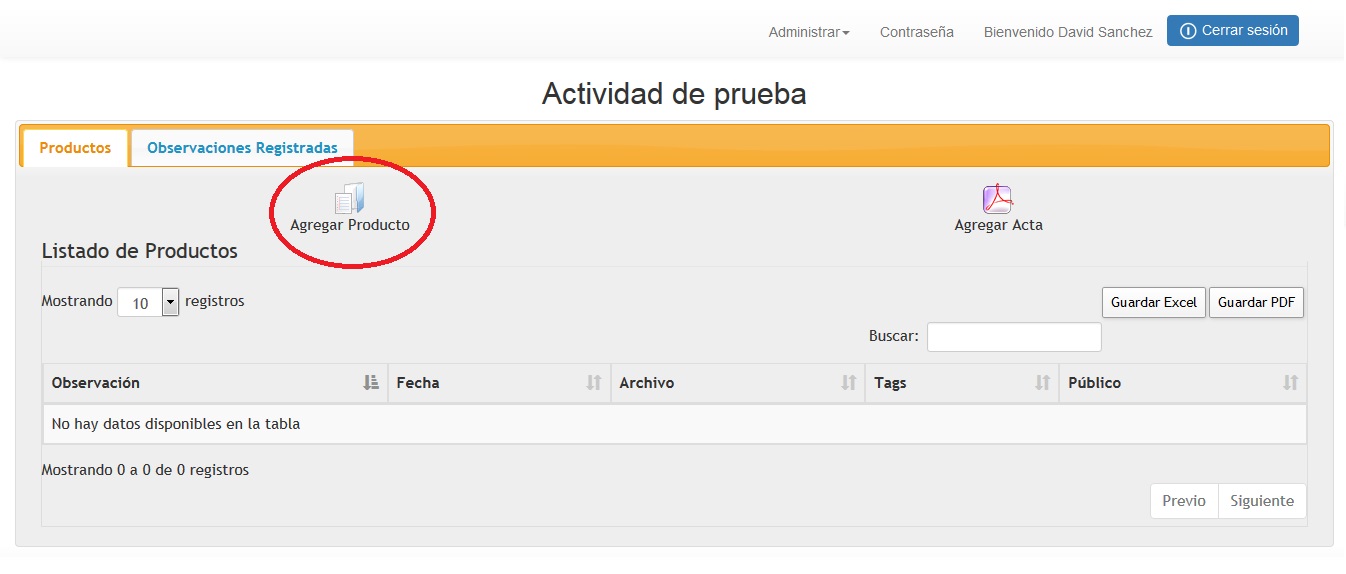 Administrar Contraseña Bienvenido David Sanchez Cerrar sesión
Actividad de prueba
Productos Observaciones Registradas
Agregar Producto Agregar Acta
Listado de Productos
Mostrando 10 registros Guardar Excel Guardar PDF
Buscar:
Observación Fecha Archivo Tags Público
No hay datos disponibles en la tabla
Mostrando 0 a 0 de 0 registros
Previo Siguiente